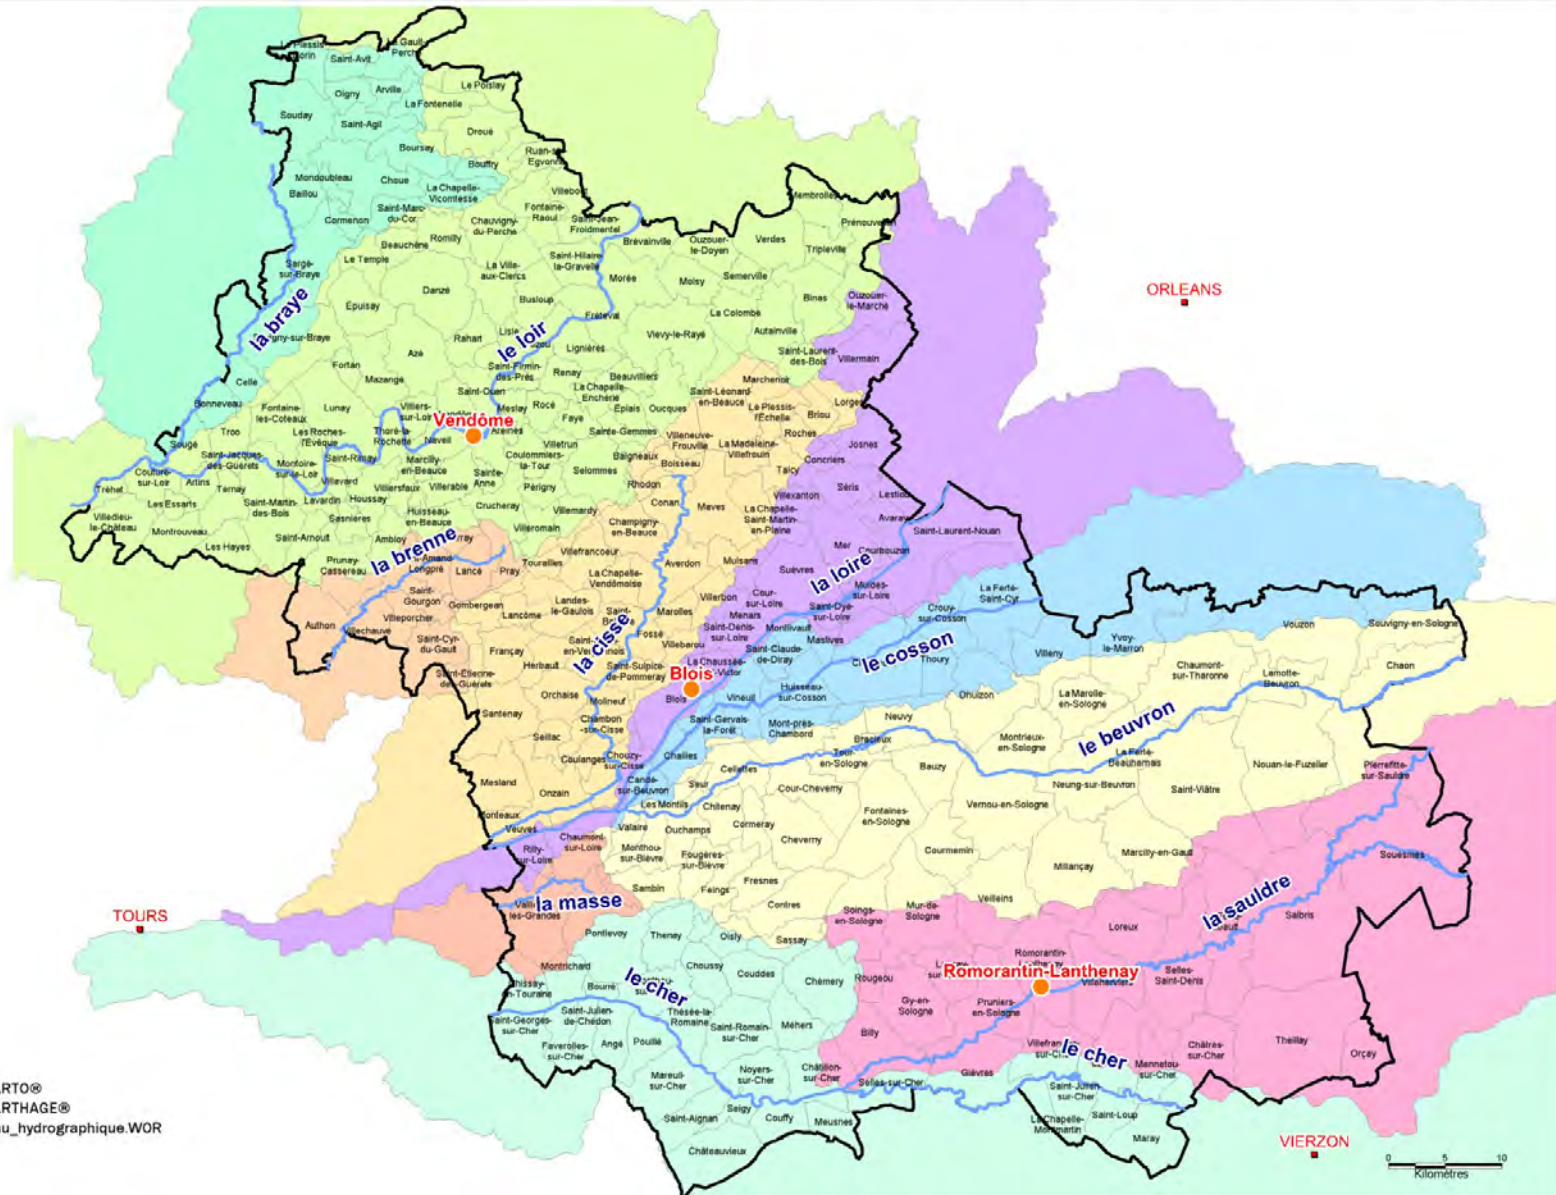 Saint-Avit
Oigny
Arville
Le Poislay
La Fontenelle
Souday
Saint-Agil
Droué
Boursay
Bouffry
Mondoubleau
Choue
Baillou
La Chapelle-
Vicomtesse
Cormenon
Saint-Marc-
du-Cor
Fontaine-
Raoul
Chauvigny-
du-Perche
Saint-Jean-
Froidmentel
Romilly
Beauchêne
Le Temple
Brévainville
Ouzouer-
le-Doyen
Verdes
Tripleville
Sargé-
sur-Braye
La Ville-
aux-Clercs
Saint-Hilaire-
la-Gravelle
Morée
Moisy
Semerville
Danzé
Busloup
Binas
Ouzouer-
le-Marché
ORLEANS
Epuisay
la braye
Fréteval
La Colombé
Autainville
Vievy-le-Rayé
Rahart
Lisle
le loir
Lignières
Azé
Fortan
Saint-Laurent-
des-Bois
Villermain
Mazangé
Saint-Firmin-
des-Prés
Renay
Beauvilliers
Marchenoir
Celle
Saint-Ouen
La Chapelle-
Enchérie
Saint-Léonard-
en-Beauce
Bonneveau
Fontaine-
les-Coteaux
Lunay
Meslay
Rocé
Faye
Epiais
Oucques
Le Plessis-
l'Échelle
Briou
Lorges
Vendôme
Areines
Troo
Les Roches-
l'Evêque
Thoré-la-
Rochette
Naveil
Sainte-Gemmes
Roches
Villeneuve-
Frouville
La Madeleine-
Villefrouin
Josnes
Sougé
Saint-Jacques-
des-Guérets
Saint-Rimay
Villetrun
Baigneaux
Boisseau
Concriers
Couture-
sur-Loir
Montoire-
sur-le-Loir
Marcilly-
en-Beauce
Coulommiers-
la-Tour
Selommes
Talcy
Tréhet
Artins
Ternay
Villavard
Villiersfaux
Villerable
Sainte-
Anne
Périgny
Rhodon
Séris
Les Essarts
Saint-Martin-
des-Bois
Lavardin
Houssay
Crucheray
Villemardy
Conan
Maves
Villexanton
Lestiou
Villedieu-
le-Château
Montrouveau
Sasnières
Huisseau-
en-Beauce
Villeromain
Champigny-
en-Beauce
La Chapelle-
Saint-Martin-
en-Plaine
Avaray
Saint-Laurent-Nouan
Les Hayes
Saint-Arnoult
Ambloy
la brenne
Mer
Courbouzon
Prunay-
Cassereau
Longpré
Lancé
Pray
Tourailles
Villefrancoeur
Averdon
Mulsans
Suèvres
la loire
Saint-
Gourgon
La Chapelle-
Vendômoise
Muides-
sur-Loire
La Ferté-
Saint-Cyr
Gombergean
Lancôme
Landes-
le-Gaulois
Marolles
Villerbon
Cour-
sur-Loire
Menars
Saint-Dyé-
sur-Loire
Crouy-
sur-Cosson
Authon
Villeporcher
Villechauve
Saint-Cyr-
du-Gault
Françay
la cisse
Fossé
Villebarou
Saint-Denis-
sur-Loire
Montlivault
Maslives
le cosson
Vouzon
Souvigny-en-Sologne
Herbault
Saint-Sulpice-
de-Pommeray
La Chaussée-
Saint-Claude-
de-Diray
Thoury
Villeny
Yvoy-
le-Marron
Chaumont-
sur-Tharonne
Chaon
Saint-Etienne-
des-Guérets
Blois
Blois
Lamotte-
Beuvron
Orchaise
Molineuf
Vineuil
Huisseau-
sur-Cosson
Dhuizon
La Marolle-
en-Sologne
Santenay
Chambon
-sur-Cisse
Saint-Gervais-
la-Forêt
Mont-près-
Chambord
Neuvy
Seillac
Bracieux
Montrieux-
en-Sologne
le beuvron
Coulanges
Chouzy-
sur-Cisse
Chailles
Tour-
en-Sologne
Bauzy
La Ferté-
Beauharnais
Nouan-le-Fuzelier
Pierrefitte-
sur-Sauldre
Mesland
Onzain
Candé-
sur-Beuvron
Seur
Cellettes
Cour-Cheverny
Neung-sur-Beuvron
Saint-Viâtre
Les Montils
Chitenay
Fontaines-
en-Sologne
Vernou-en-Sologne
Monteaux
Veuves
Valaire
Ouchamps
Cormeray
Cheverny
Chaumont-
sur-Loire
Rilly-
sur-Loire
Monthou-
sur-Bièvre
Fougères-
sur-Bièvre
Courmemin
Marcilly-en-Gault
Souesmes
Millançay
Sambin
Feings
Fresnes
la masse
les-Grandes
Contres
Veilleins
la sauldre
Soings-
en-Sologne
Mur-de-
Sologne
TOURS
Pontlevoy
Thenay
Oisly
Sassay
Loreux
Salbris
Romorantin-
Montrichard
Choussy
Couddes
Chémery
Rougeou
Romorantin-Lanthenay
Selles-
Saint-Denis
Bourré
le cher
Gy-en-
Sologne
Pruniers-
en-Sologne
Saint-Georges-
sur-Cher
Saint-Julien-
de-Chédon
Thésée-la-
Romaine
Saint-Romain-
sur-Cher
Méhers
Billy
Faverolles-
sur-Cher
Angé
Pouillé
le cher
Châtres-
sur-Cher
Theillay
Orçay
Mareuil-
sur-Cher
Noyers-
sur-Cher
Châtillon-
sur-Cher
Selles-sur-Cher
Gièvres
Mennetou-
sur-Cher
Saint-Julien-
sur-Cher
Saint-Aignan
Seigy
Couffy
Meusnes
Saint-Loup
Maray
Châteauvieux
VIERZON
0 5 10
Kilomètres
ARTO®
ARTHAGE®
au_hydrographique.WOR